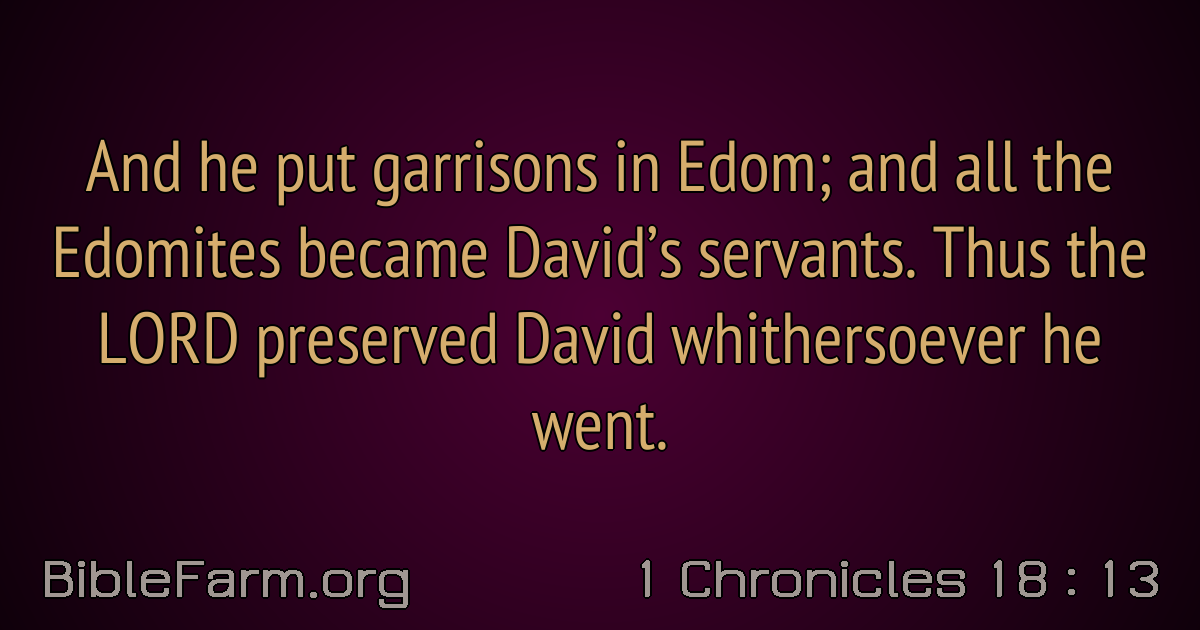 And he put garrisons in Edom; and all the
Edomites became David’s servants. Thus the
LORD preserved David whithersoever he
went.
BibleFarm.org
1 Chronicles 18 : 13